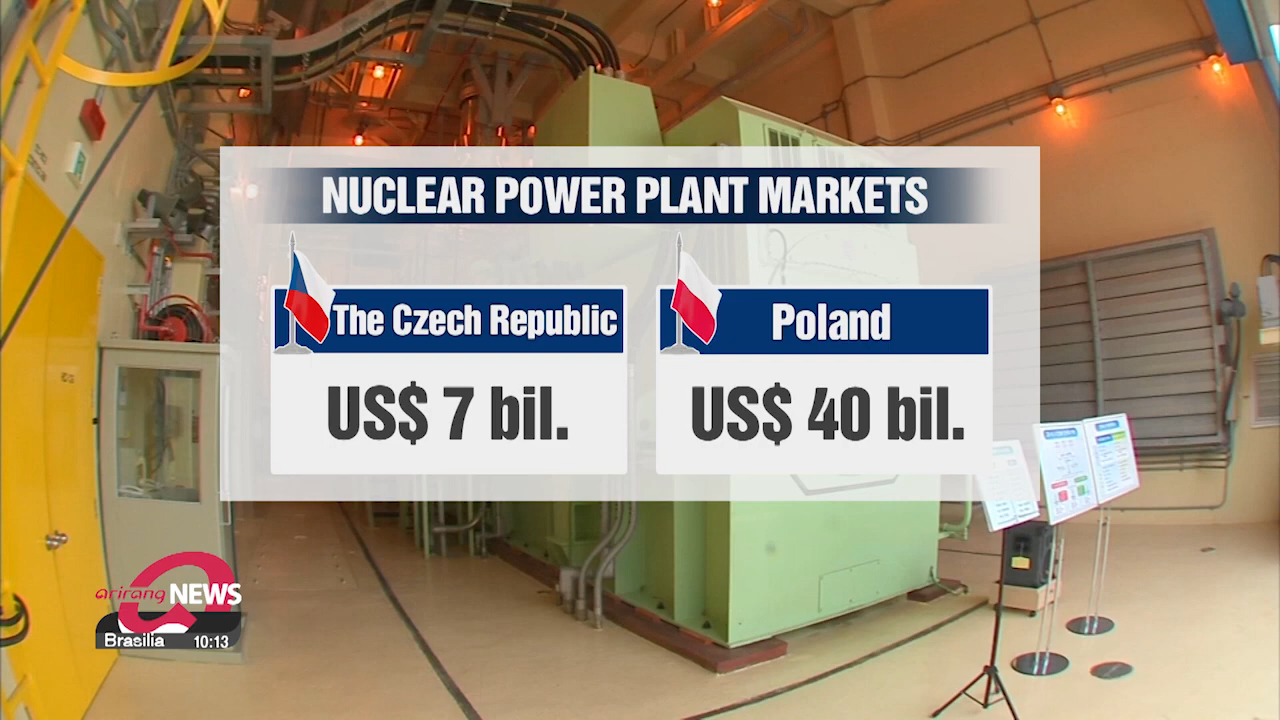 NUCLEAR POWER PLANT MARKETS
The Czech Republic
US$ 7 bil.
Poland
US$ 40 bil.
arirang NEWS
Brasilia 10:13